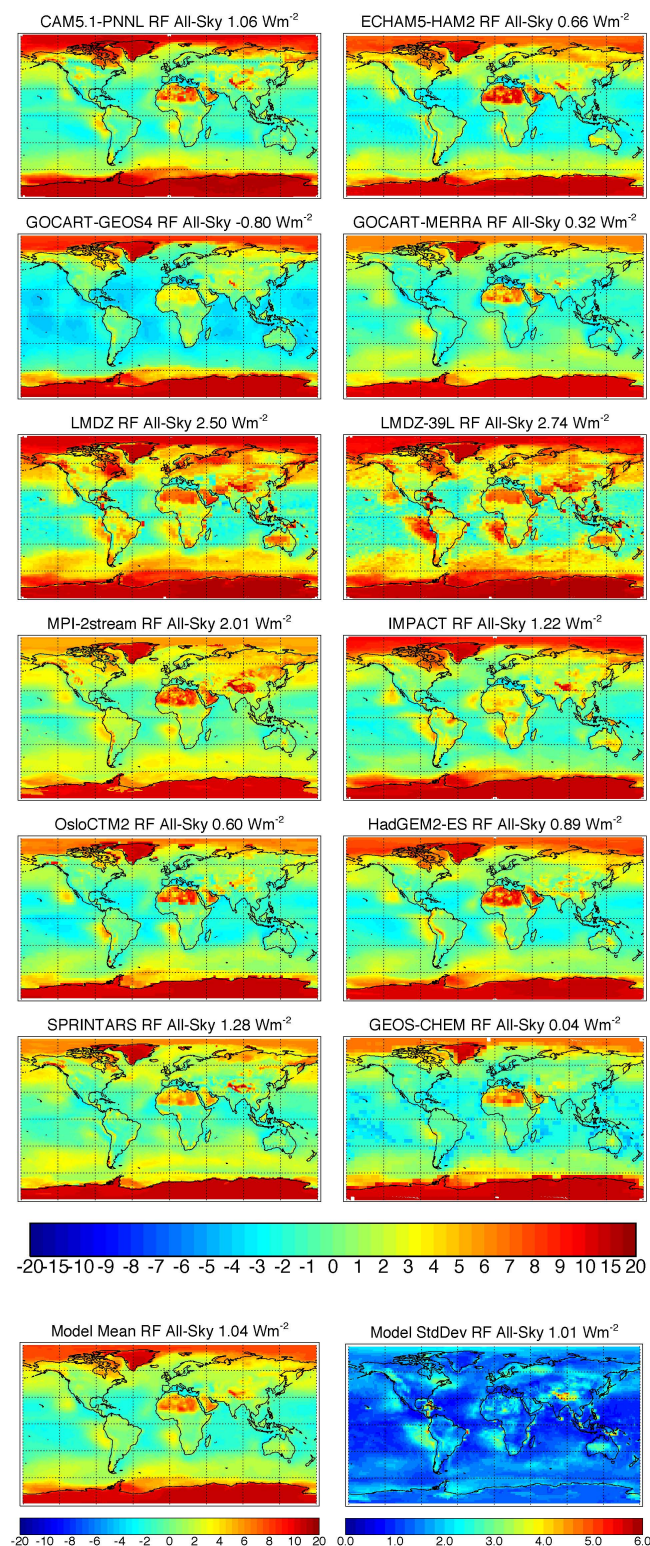 CAM5.1-PNNL RF All-Sky 1.06 Wm-2
ECHAM5-HAM2 RF All-Sky 0.66 Wm-2
GOCART-GEOS4 RF All-Sky -0.80 Wm-2
GOCART-MERRA RF All-Sky 0.32 Wm-2
LMDZ RF All-Sky 2.50 Wm-2
LMDZ-39L RF All-Sky 2.74 Wm-2
MPI-2stream RF All-Sky 2.01 Wm-2
IMPACT RF All-Sky 1.22 Wm-2
OsloCTM2 RF All-Sky 0.60 Wm-2
HadGEM2-ES RF All-Sky 0.89 Wm-2
SPRINTARS RF All-Sky 1.28 Wm-2
GEOS-CHEM RF All-Sky 0.04 Wm-2
-20 -15 -10 -9 -8 -7 -6 -5 -4 -3 -2 -1 0 1 2 3 4 5 6 7 8 9 10 15 20
Model Mean RF All-Sky 1.04 Wm-2
Model StdDev RF All-Sky 1.01 Wm-2
-20 -10 -8 -6 -4 -2 0 2 4 6 8 10 20
0.0 1.0 2.0 3.0 4.0 5.0 6.0